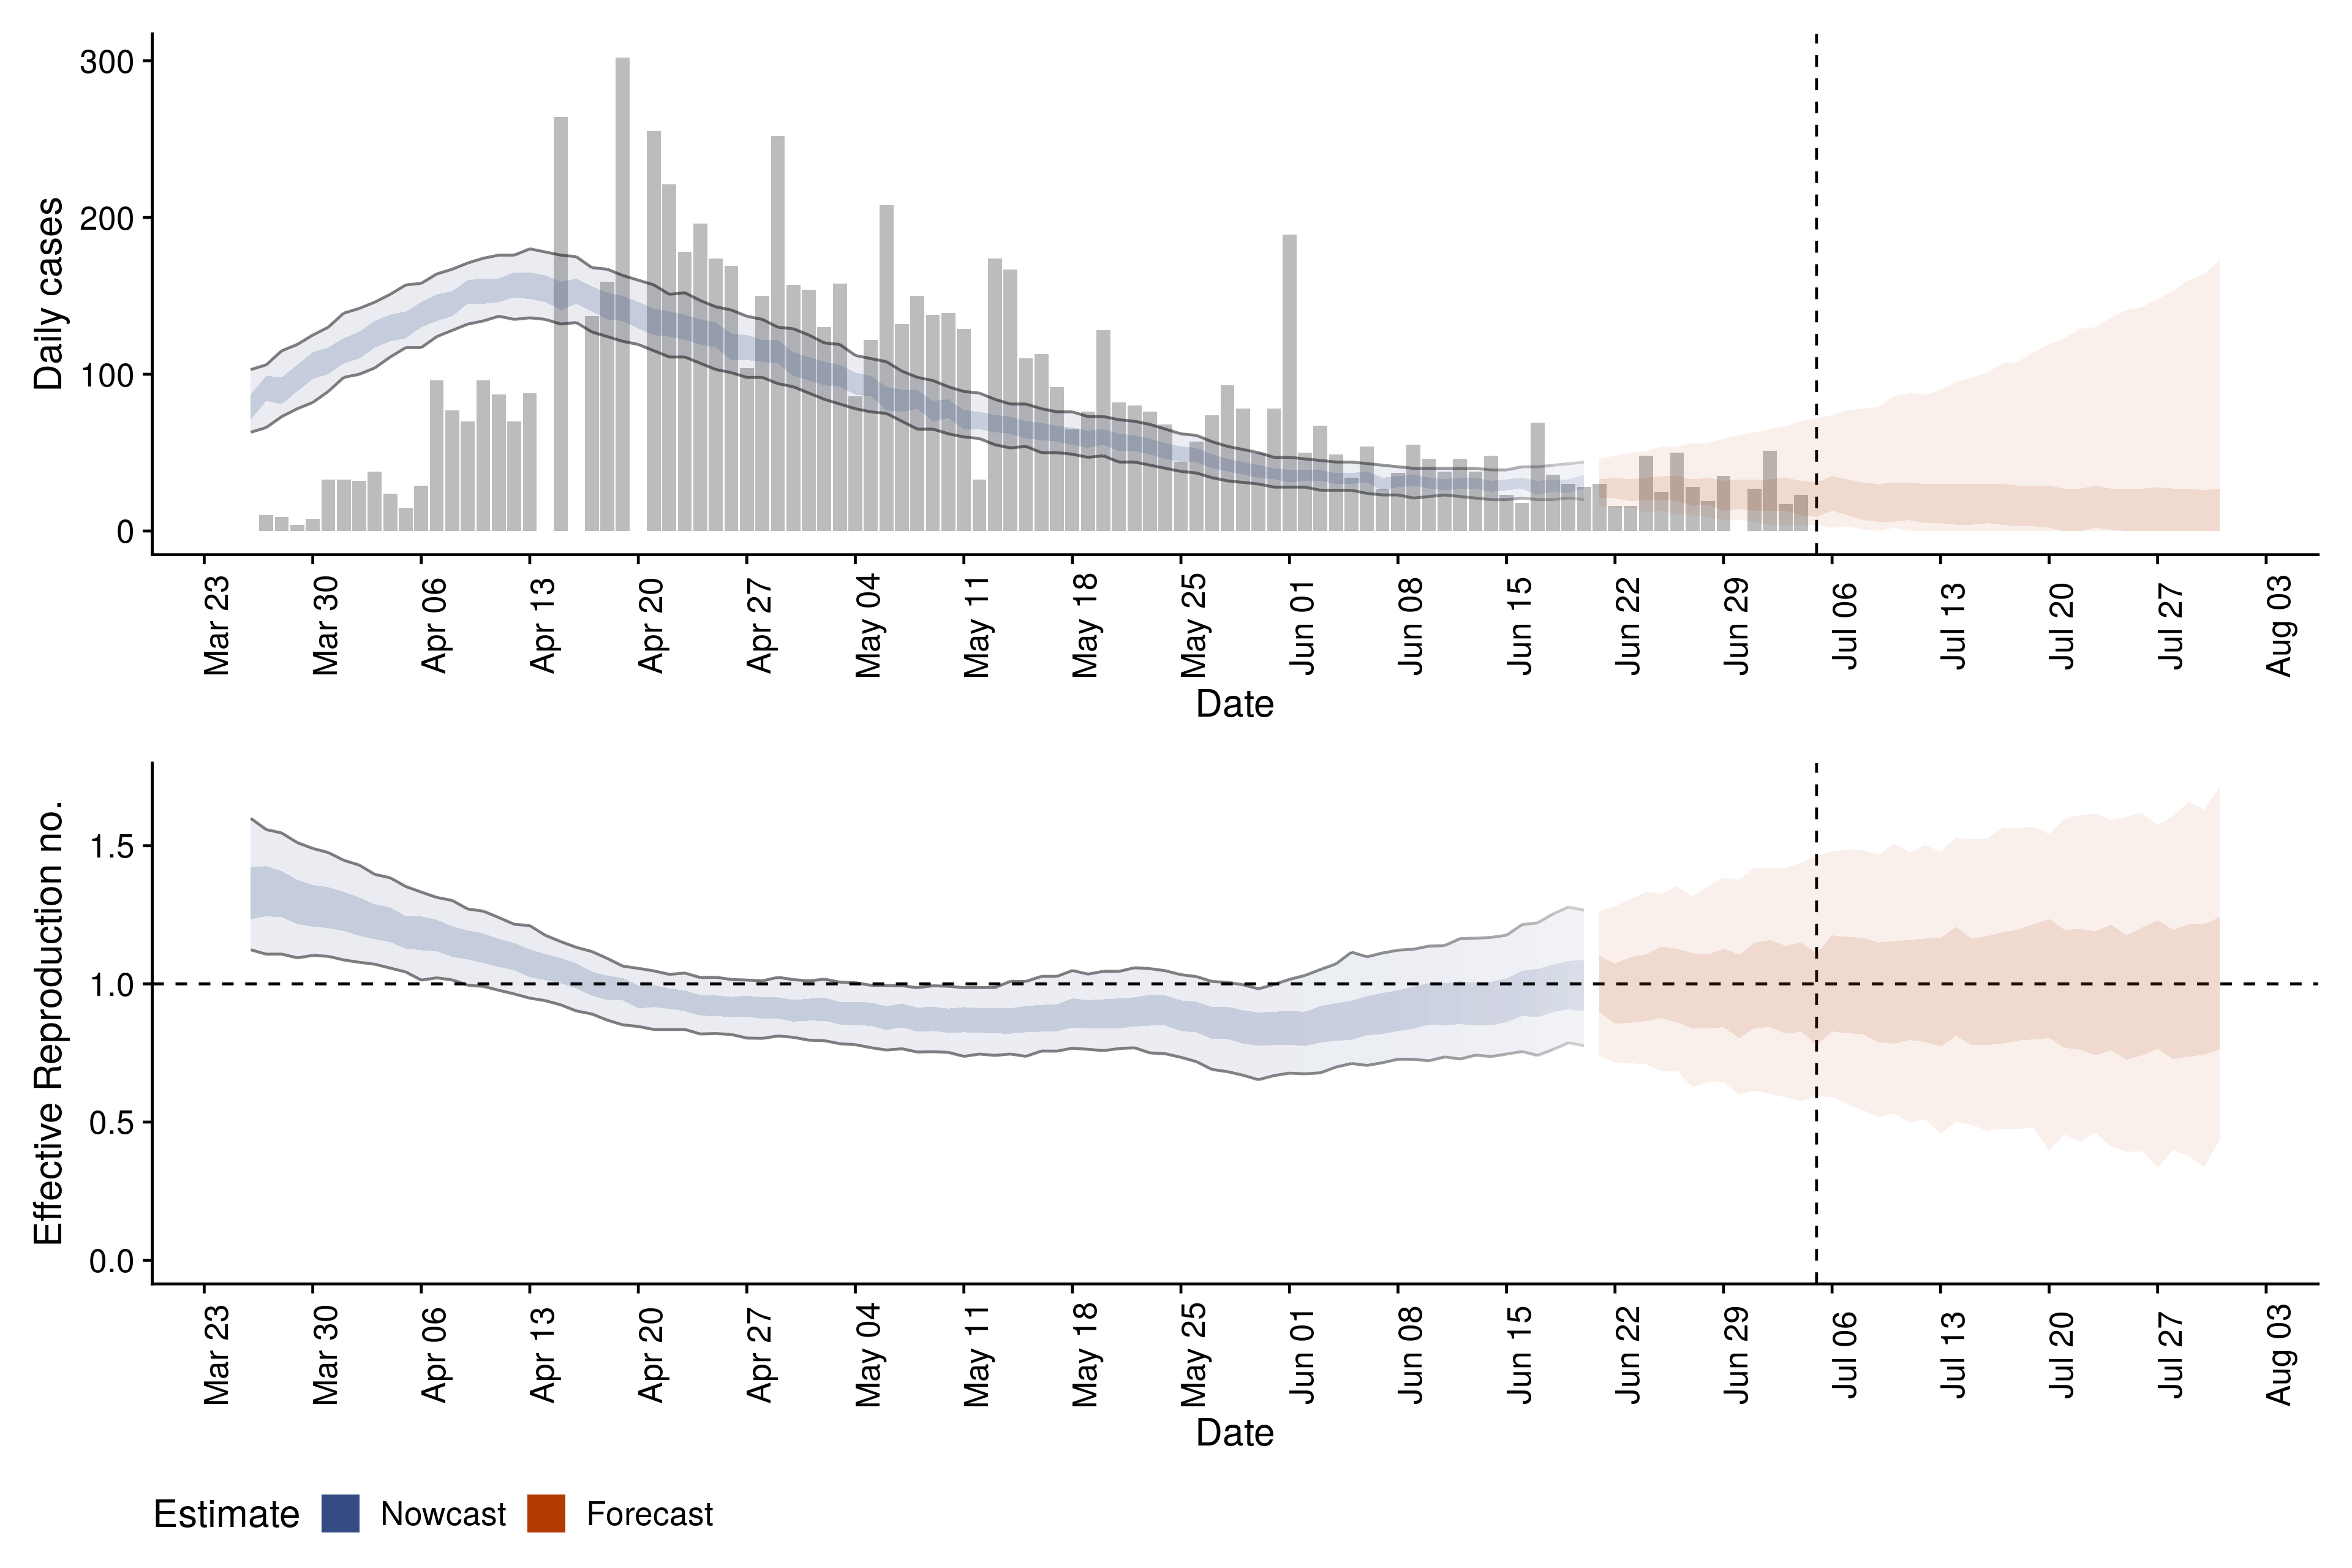 Daily cases
300
200
100
0
Mar 23
Mar 30
Apr 06
Apr 13
Apr 20
Apr 27
May 04
May 11
May 18
May 25
Jun 01
Jun 08
Jun 15
Jun 22
Jun 29
Jul 06
Jul 13
Jul 20
Jul 27
Aug 03
Date
Effective Reproduction no.
1.5
1.0
0.5
0.0
Mar 23
Mar 30
Apr 06
Apr 13
Apr 20
Apr 27
May 04
May 11
May 18
May 25
Jun 01
Jun 08
Jun 15
Jun 22
Jun 29
Jul 06
Jul 13
Jul 20
Jul 27
Aug 03
Date
Estimate Nowcast Forecast